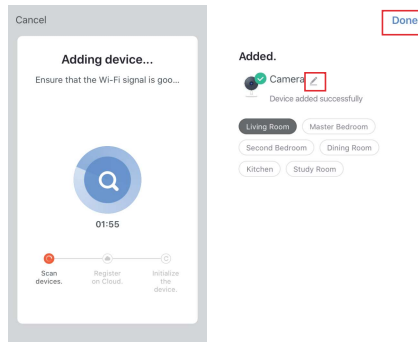 Cancel
Adding device...
Ensure that the Wi-Fi signal is goo...
01:55
Scan
devices.
Register
on Cloud.
Initialize
the
device.
Done
Added.
Camera
Device added successfully
Living Room
Master Bedroom
Second Bedroom
Dining Room
Kitchen
Study Room